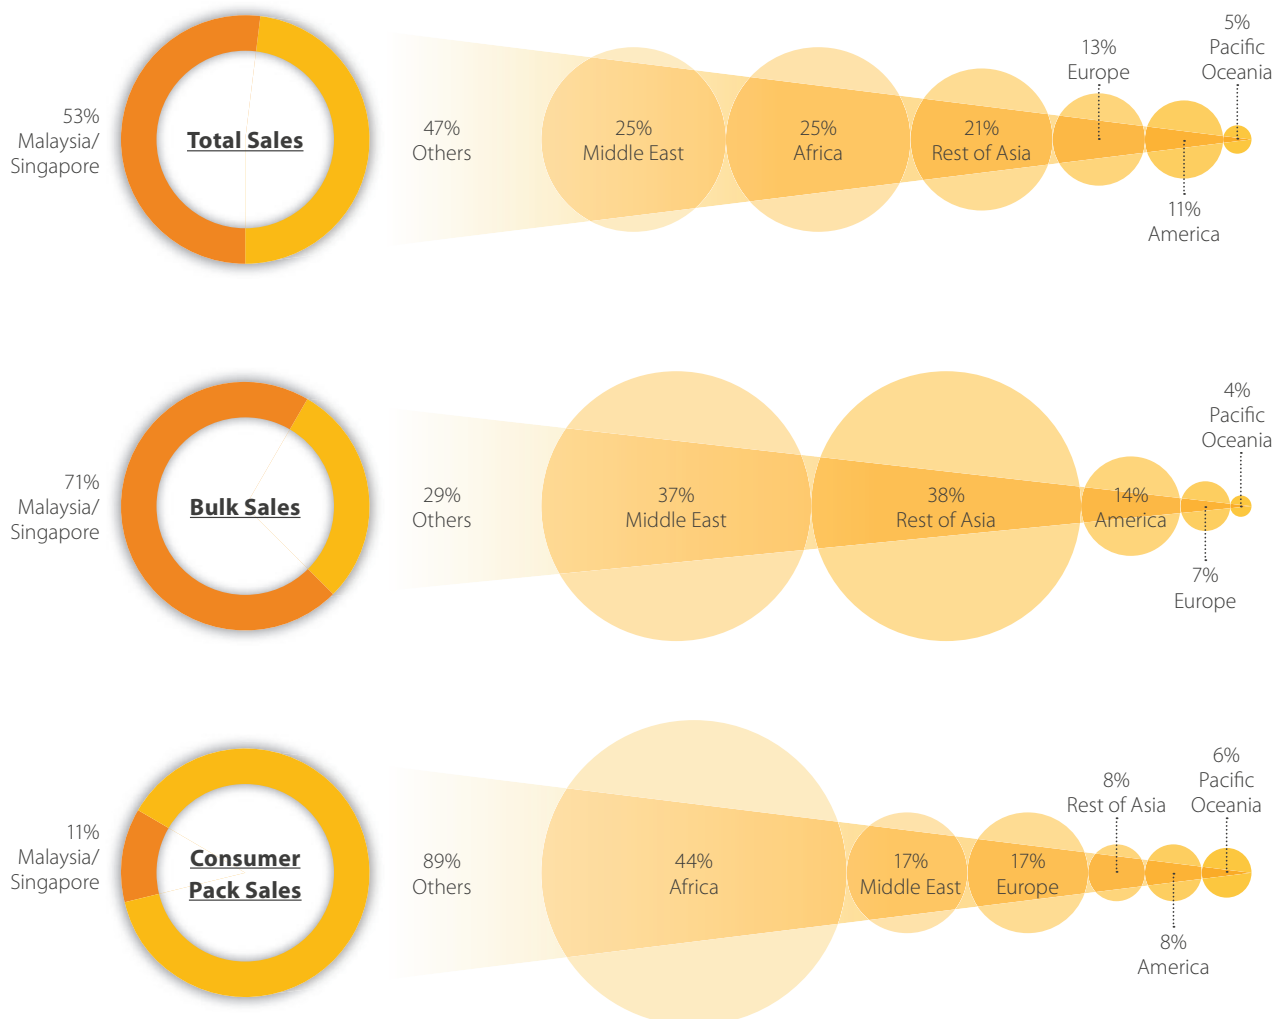 53%
Malaysia/
Singapore
Total Sales
47%
Others
25%
Middle East
25%
Africa
21%
Rest of Asia
13%
Europe
11%
America
5%
Pacific
Oceania
71%
Malaysia/
Singapore
Bulk Sales
29%
Others
37%
Middle East
38%
Rest of Asia
14%
America
7%
Europe
4%
Pacific
Oceania
11%
Malaysia/
Singapore
Consumer
Pack Sales
89%
Others
44%
Africa
17%
Middle East
17%
Europe
8%
Rest of Asia
8%
America
6%
Pacific
Oceania